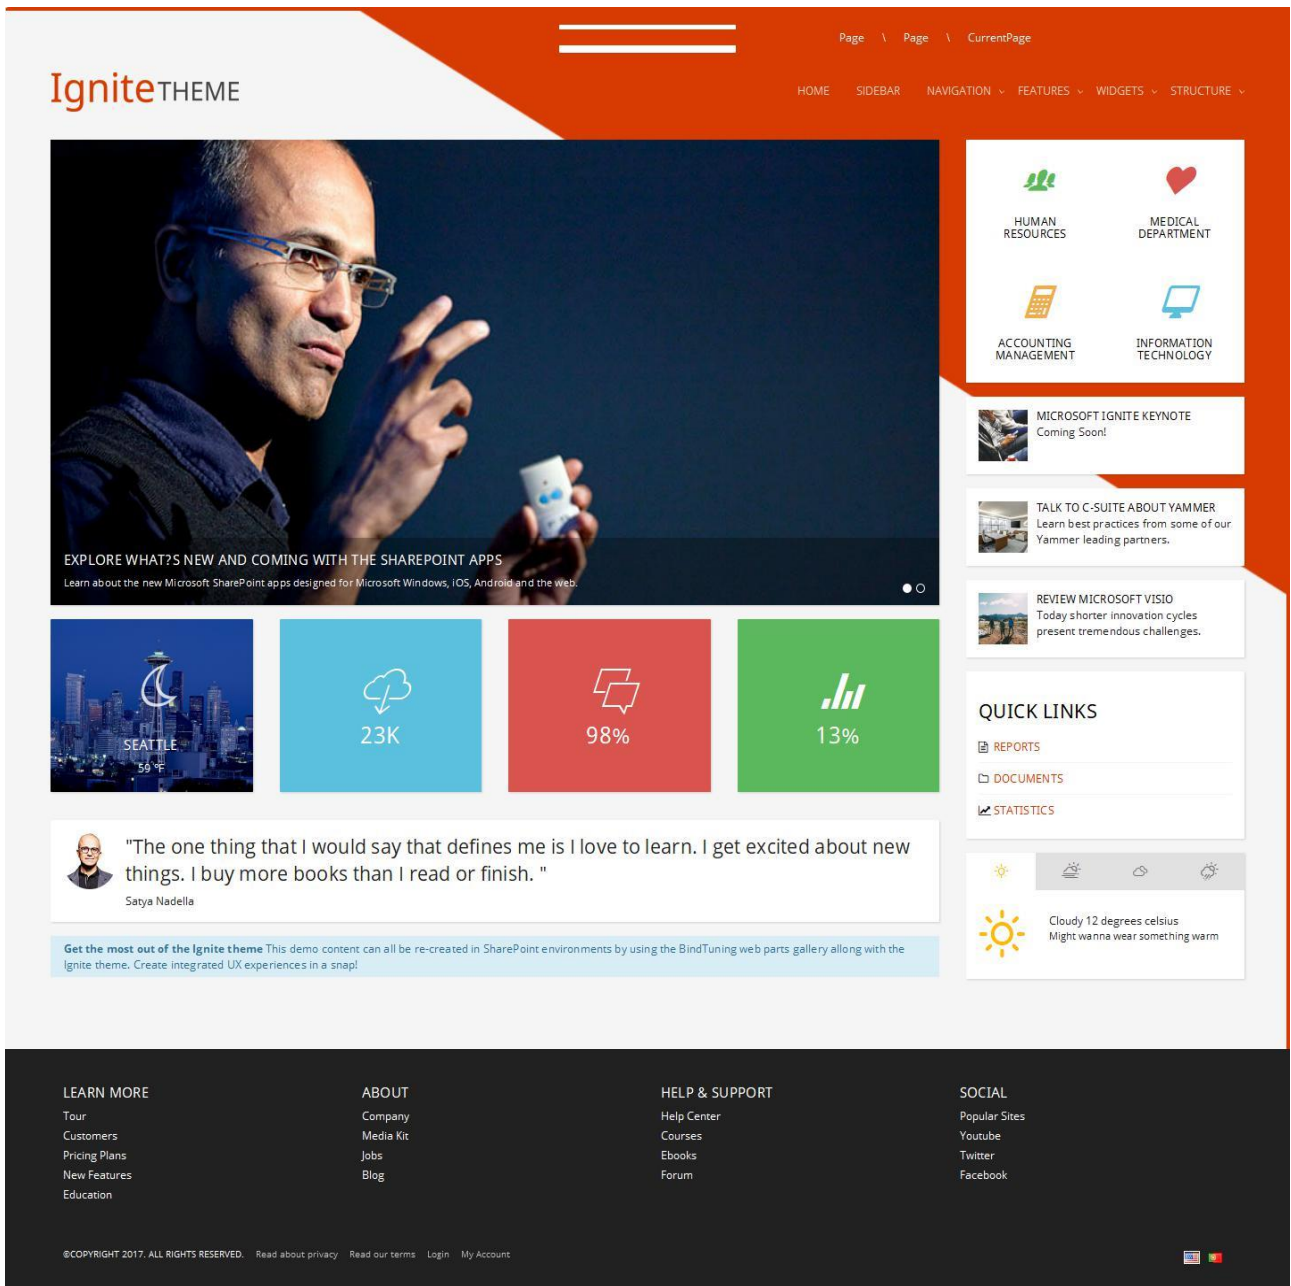 Page \ Page \ CurrentPage
IgniteTHEME
HOME SIDEBAR NAVIGATION FEATURES WIDGETS STRUCTURE
HUMAN
RESOURCES
MEDICAL
DEPARTMENT
ACCOUNTING
MANAGEMENT
INFORMATION
TECHNOLOGY
EXPLORE WHAT?S NEW AND COMING WITH THE SHAREPOINT APPS
Learn about the new Microsoft SharePoint apps designed for Microsoft Windows, iOS, Android and the web.
MICROSOFT IGNITE KEYNOTE
Coming Soon!
TALK TO C-SUITE ABOUT YAMMER
Learn best practices from some of our
Yammer leading partners.
REVIEW MICROSOFT VISIO
Today shorter innovation cycles
present tremendous challenges.
SEATTLE
59 °F
23K
98%
13%
QUICK LINKS
REPORTS
DOCUMENTS
STATISTICS
"The one thing that I would say that defines me is I love to learn. I get excited about new
things. I buy more books than I read or finish. "
Satya Nadella
Cloudy 12 degrees celsius
Might wanna wear something warm
Get the most out of the Ignite theme This demo content can all be re-created in SharePoint environments by using the BindTuning web parts gallery allong with the
Ignite theme. Create integrated UX experiences in a snap!
LEARN MORE
Tour
Customers
Pricing Plans
New Features
Education
ABOUT
Company
Media Kit
Jobs
Blog
HELP & SUPPORT
Help Center
Courses
Ebooks
Forum
SOCIAL
Popular Sites
Youtube
Twitter
Facebook
©COPYRIGHT 2017. ALL RIGHTS RESERVED. Read about privacy Read our terms Login My Account